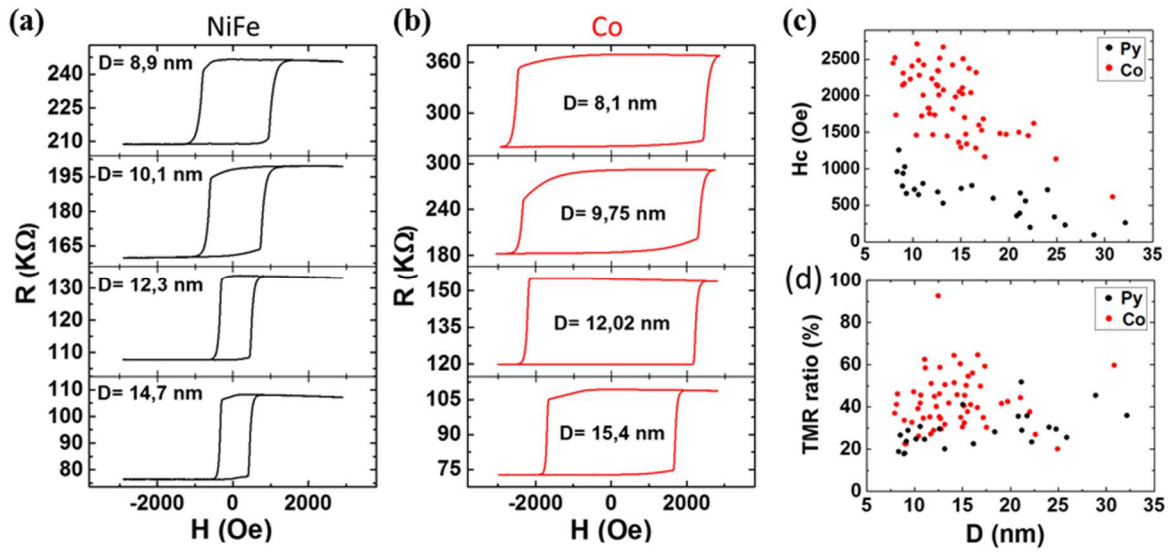 (a)
NiFe
D= 8,9 nm
240
225
210
D= 10,1 nm
195
180
165
D= 12,3 nm
130
120
110
D= 14,7 nm
110
100
90
80
R (KΩ)
-2000 0 2000
H (Oe)
(b)
Co
360
D= 8,1 nm
300
300
240
D= 9,75 nm
180
150
135
D= 12,02 nm
120
105
90
D= 15,4 nm
75
R (KΩ)
-2000 0 2000
H (Oe)
(c)
2500
2000
1500
1000
500
0
Hc (Oe)
Py
Co
0 5 10 15 20 25 30 35
(d)
100
80
60
40
20
0
TMR ratio (%)
Py
Co
0 5 10 15 20 25 30 35
D (nm)